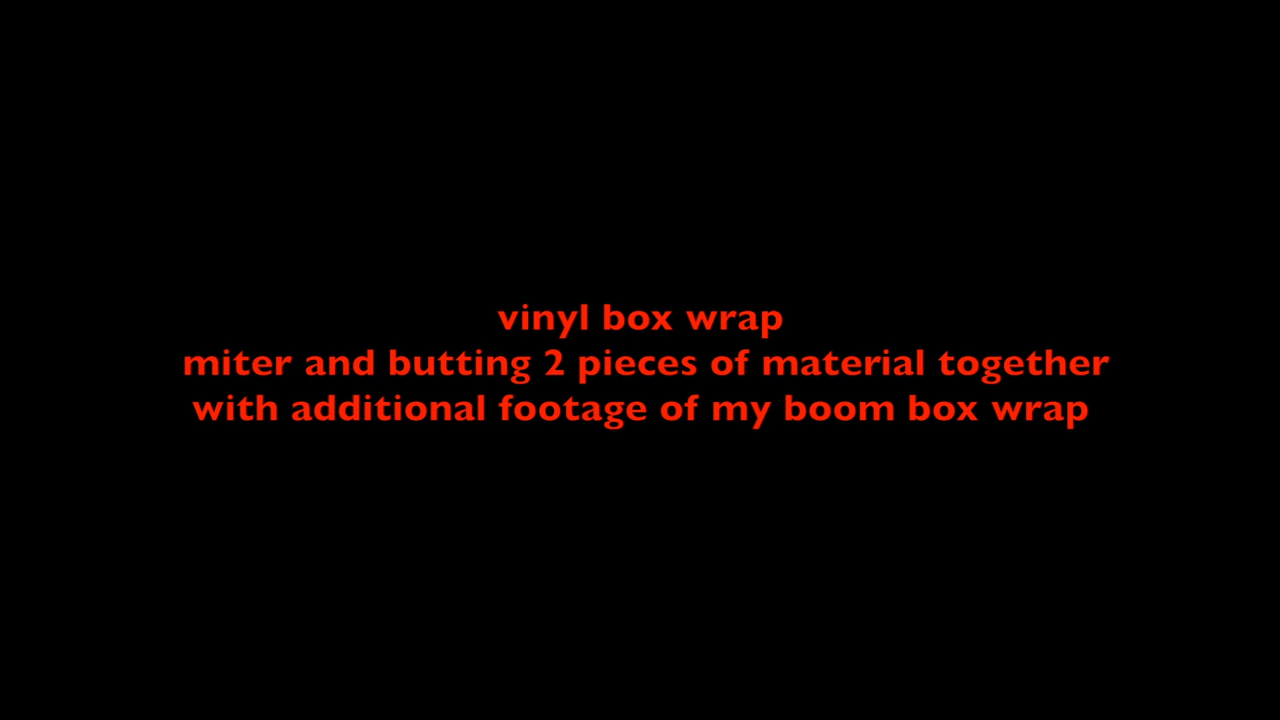 vinyl box wrap
miter and butting 2 pieces of material together
with additional footage of my boom box wrap